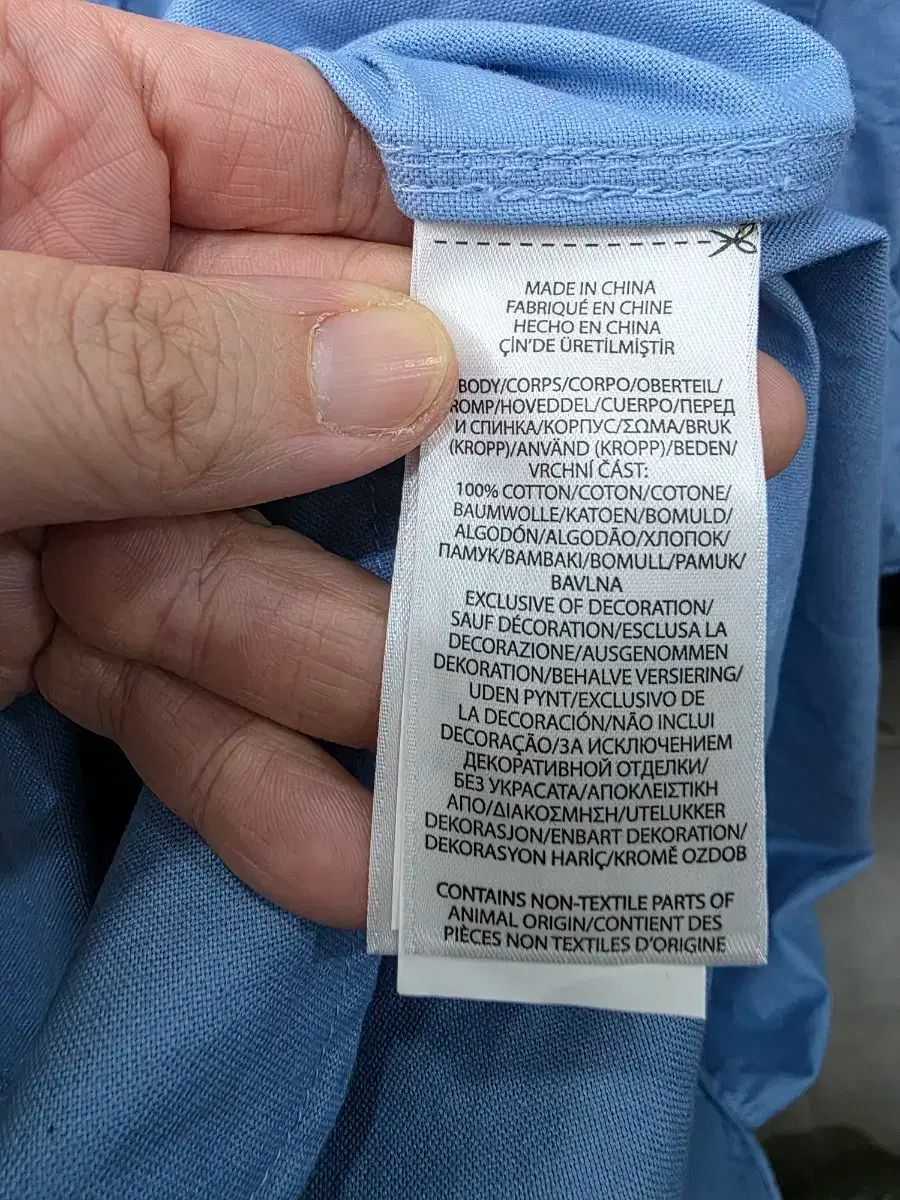 MADE IN CHINA
FABRIQUÉ EN CHINE
HECHO EN CHINA
ÇİN'DE ÜRETİLMİŞTİR
BODY/CORPS/CORPO/OBERTEIL/
ROMP/HOVEDDEL/CUERPO/ПЕРЕД
И СПИНКА/КОРПУС/ΣΩΜΑ/BRUK
(KROPP)/ANVÄND (KROPP)/BEDEN/
VRCHNÍ ČÁST:
100% COTTON/COTON/COTONE/
BAUMWOLLE/KATOEN/BOMULD/
ALGODÓN/ALGODÃO/ХЛОПОК/
ПАМУК/ΒΑΜΒΑΚΙ/BOMULL/PAMUK/
BAVLNA
EXCLUSIVE OF DECORATION/
SAUF DÉCORATION/ESCLUSA LA
DECORAZIONE/AUSGENOMMEN
DEKORATION/BEHALVE VERSIERING/
UDEN PYNT/EXCLUSIVO DE
LA DECORACIÓN/NÃO INCLUI
DECORAÇÃO/ЗА ИСКЛЮЧЕНИЕМ
ДЕКОРАТИВНОЙ ОТДЕЛКИ/
БЕЗ УКРАСАТА/ΑΠΟΚΛΕΙΣΤΙΚΗ
ΑΠΟ/ΔΙΑΚΟΣΜΗΣΗ/UTELUKKER
DEKORASJON/ENBART DEKORATION/
DEKORASYON HARİÇ/KROMĚ OZDOB
CONTAINS NON-TEXTILE PARTS OF
ANIMAL ORIGIN/CONTIENT DES
PIÈCES NON TEXTILES D'ORIGINE